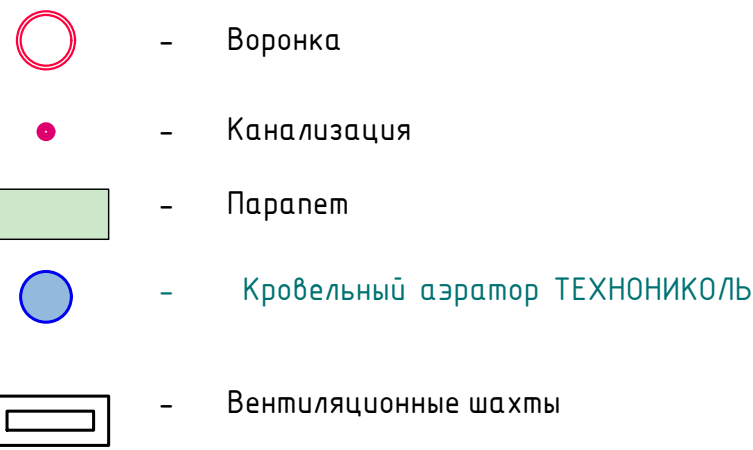 - Воронка
- Канализация
- Парапет
- Кровельный аэратор ТЕХНОНИКОЛЬ
- Вентиляционные шахты